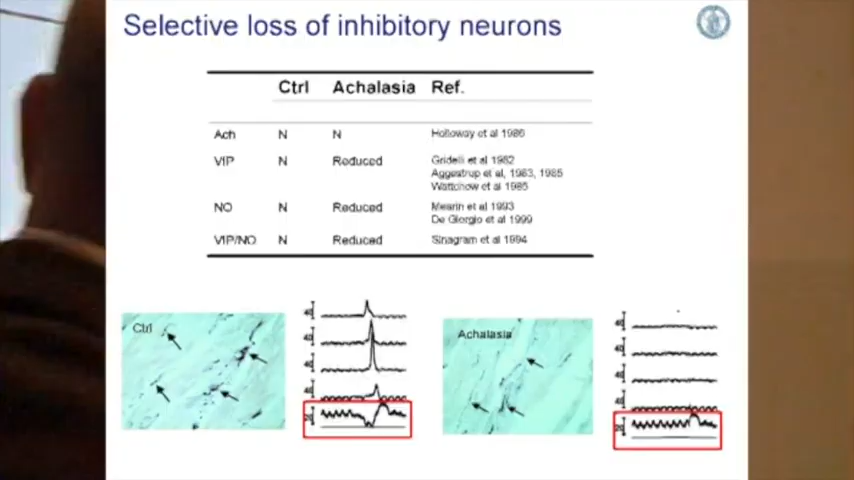 Selective loss of inhibitory neurons
Ctrl Achalasia Ref.
Ach N N Holloway et al 1986
VIP N Reduced Gridelli et al 1982
Aggestrup et al, 1983, 1985
Wattchow et al 1985
NO N Reduced Mearin et al 1993
De Giorgio et al 1999
VIP/NO N Reduced Sinagram et al 1994
Ctrl
Achalasia